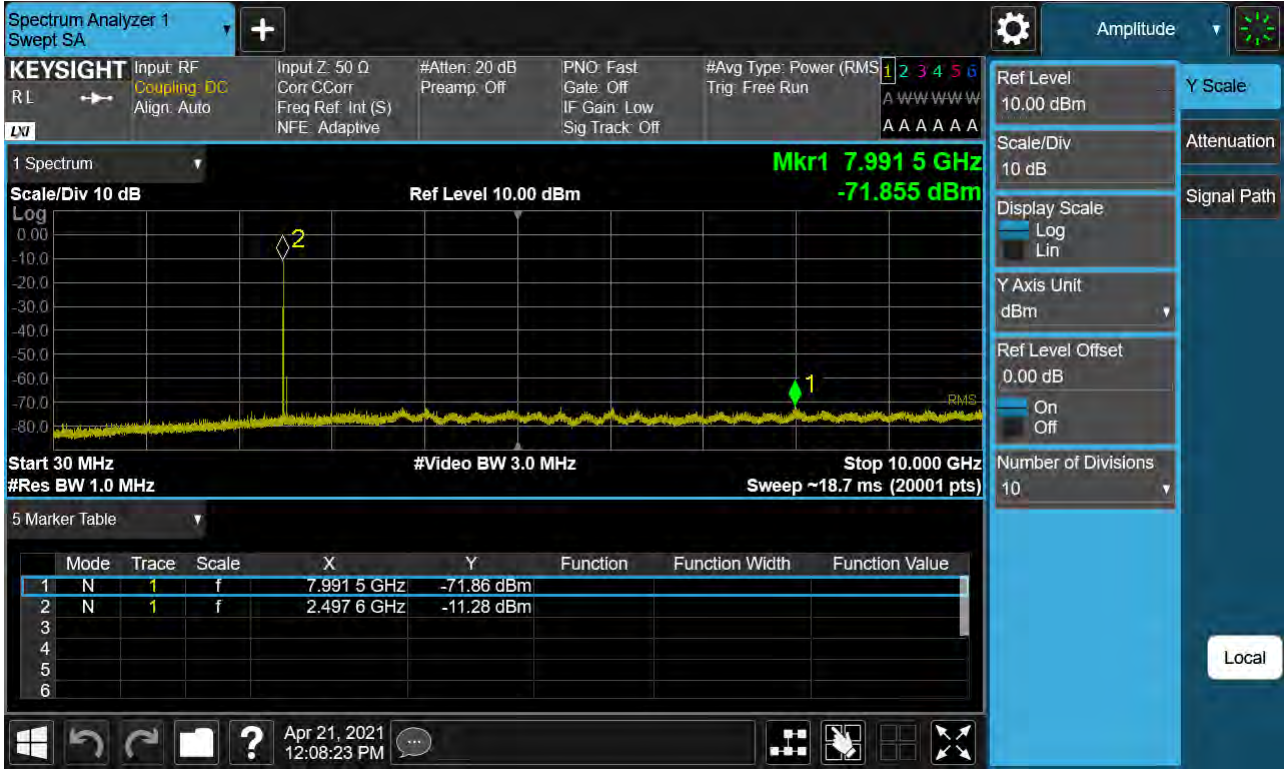 Spectrum Analyzer 1
Swept SA
+
Amplitude
KEYSIGHT
R L
LXI
Input: RF
Coupling: DC
Align: Auto
Input Z: 50 Ω
Corr CCorr
Freq Ref: Int (S)
NFE: Adaptive
#Atten: 20 dB
Preamp: Off
PNO: Fast
Gate: Off
IF Gain: Low
Sig Track: Off
#Avg Type: Power (RMS
Trig: Free Run
1 2 3 4 5 6
A W W W W W
A A A A A A
1 Spectrum
Mkr1 7.991 5 GHz
Scale/Div 10 dB
Ref Level 10.00 dBm
-71.855 dBm
Log
0.00
-10.0
-20.0
-30.0
-40.0
-50.0
-60.0
-70.0
-80.0
2
1
RMS
Start 30 MHz
#Video BW 3.0 MHz
Stop 10.000 GHz
#Res BW 1.0 MHz
Sweep ~18.7 ms (20001 pts)
5 Marker Table
Mode Trace Scale X Y Function Function Width Function Value
1 N 1 f 7.991 5 GHz -71.86 dBm
2 N 1 f 2.497 6 GHz -11.28 dBm
3
4
5
6
Ref Level
10.00 dBm
Scale/Div
10 dB
Display Scale
Log
Lin
Y Axis Unit
dBm
Ref Level Offset
0.00 dB
On
Off
Number of Divisions
10
Y Scale
Attenuation
Signal Path
Local
?
Apr 21, 2021
12:08:23 PM